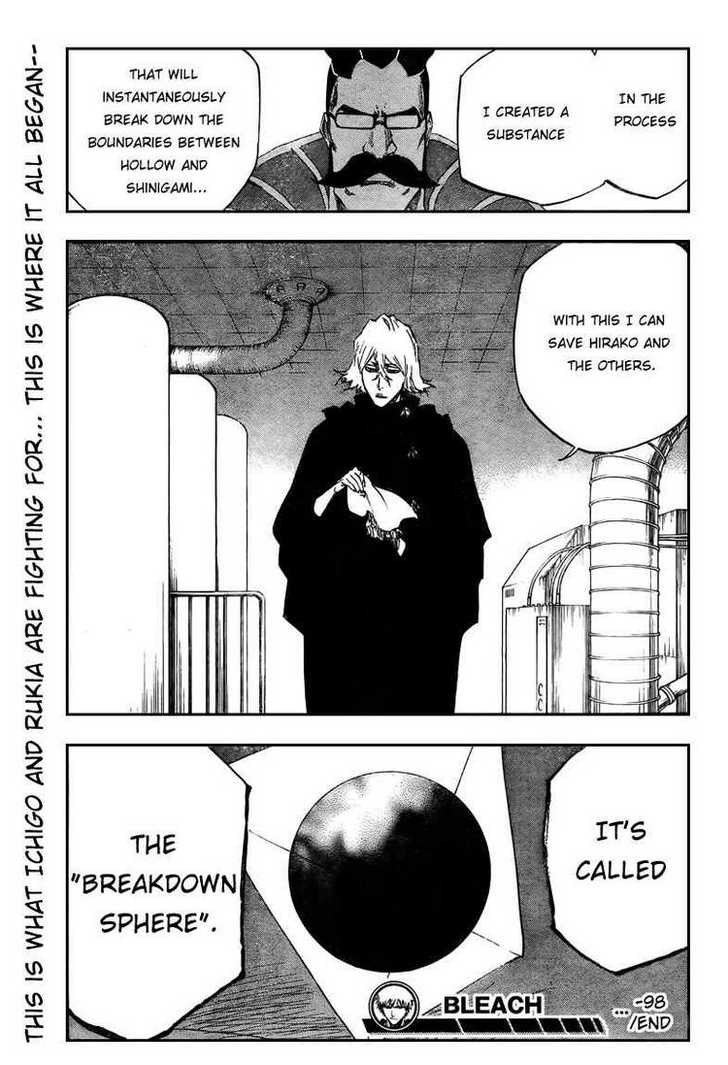 IN THE
PROCESS
I CREATED A
SUBSTANCE
THAT WILL
INSTANTANEOUSLY
BREAK DOWN THE
BOUNDARIES BETWEEN
HOLLOW AND
SHINIGAMI...
WITH THIS I CAN
SAVE HIRAKO AND
THE OTHERS.
IT'S
CALLED
THE
"BREAKDOWN
SPHERE".
BLEACH
... -98
/END
THIS IS WHAT ICHIGO AND RUKIA ARE FIGHTING FOR... THIS IS WHERE IT ALL BEGAN--